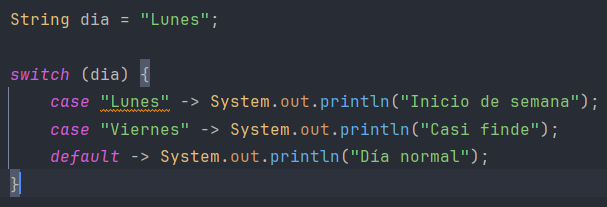 String dia = "Lunes";
switch (dia) {
case "Lunes" -> System.out.println("Inicio de semana");
case "Viernes" -> System.out.println("Casi finde");
default -> System.out.println("Día normal");
}